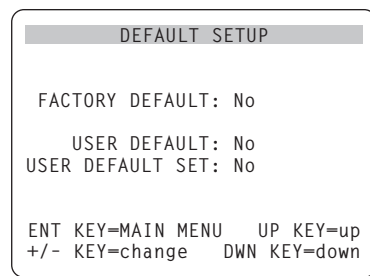 DEFAULT SETUP
FACTORY DEFAULT: No
USER DEFAULT: No
USER DEFAULT SET: No
ENT KEY=MAIN MENU UP KEY=up
+/- KEY=change DWN KEY=down